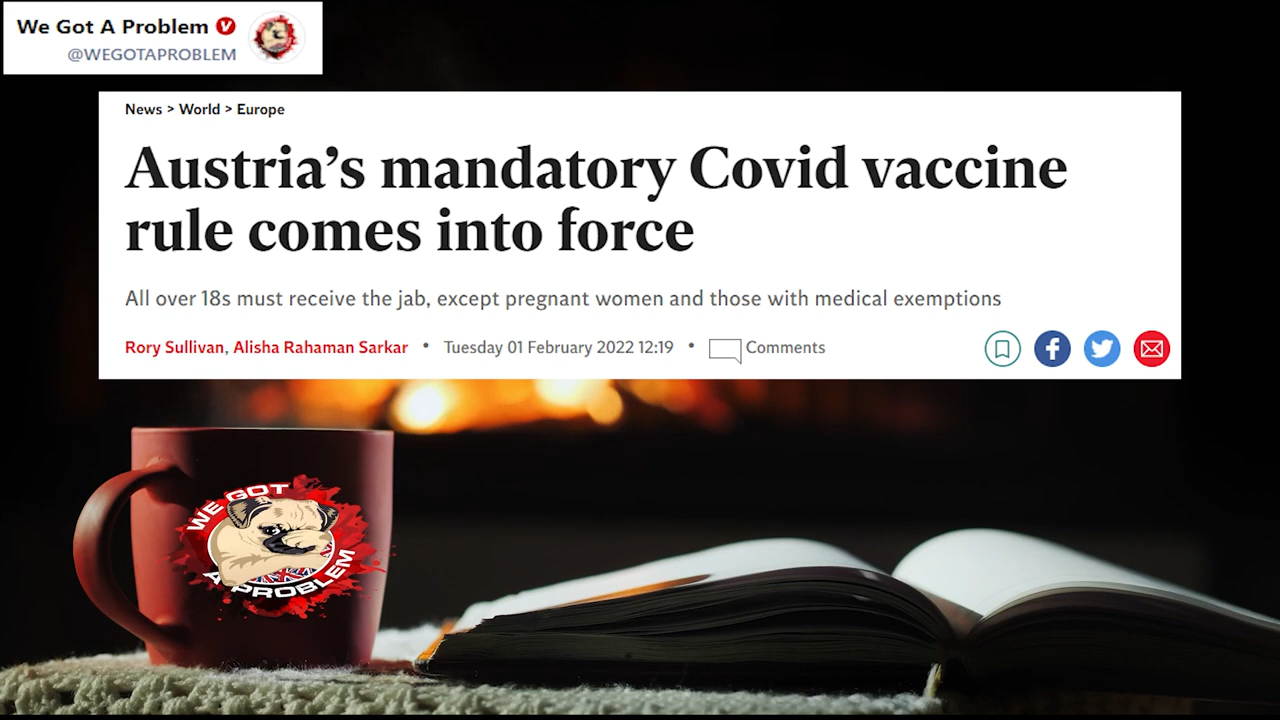 We Got A Problem
@WEGOTAPROBLEM
News > World > Europe
Austria’s mandatory Covid vaccine
rule comes into force
All over 18s must receive the jab, except pregnant women and those with medical exemptions
Rory Sullivan, Alisha Rahaman Sarkar • Tuesday 01 February 2022 12:19 • Comments
WE GOT
A PROBLEM